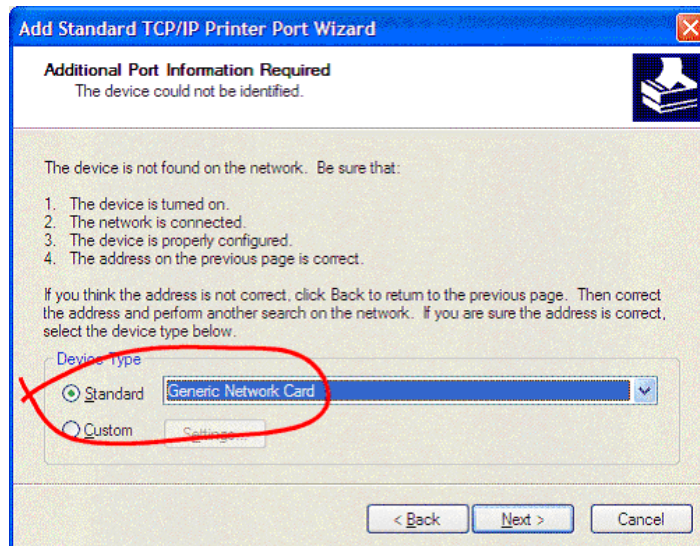 Add Standard TCP/IP Printer Port Wizard
Additional Port Information Required
The device could not be identified.
The device is not found on the network. Be sure that:
1. The device is turned on.
2. The network is connected.
3. The device is properly configured.
4. The address on the previous page is correct.
If you think the address is not correct, click Back to return to the previous page. Then correct
the address and perform another search on the network. If you are sure the address is correct,
select the device type below.
Device Type
Standard Generic Network Card
Custom Settings...
< Back Next > Cancel